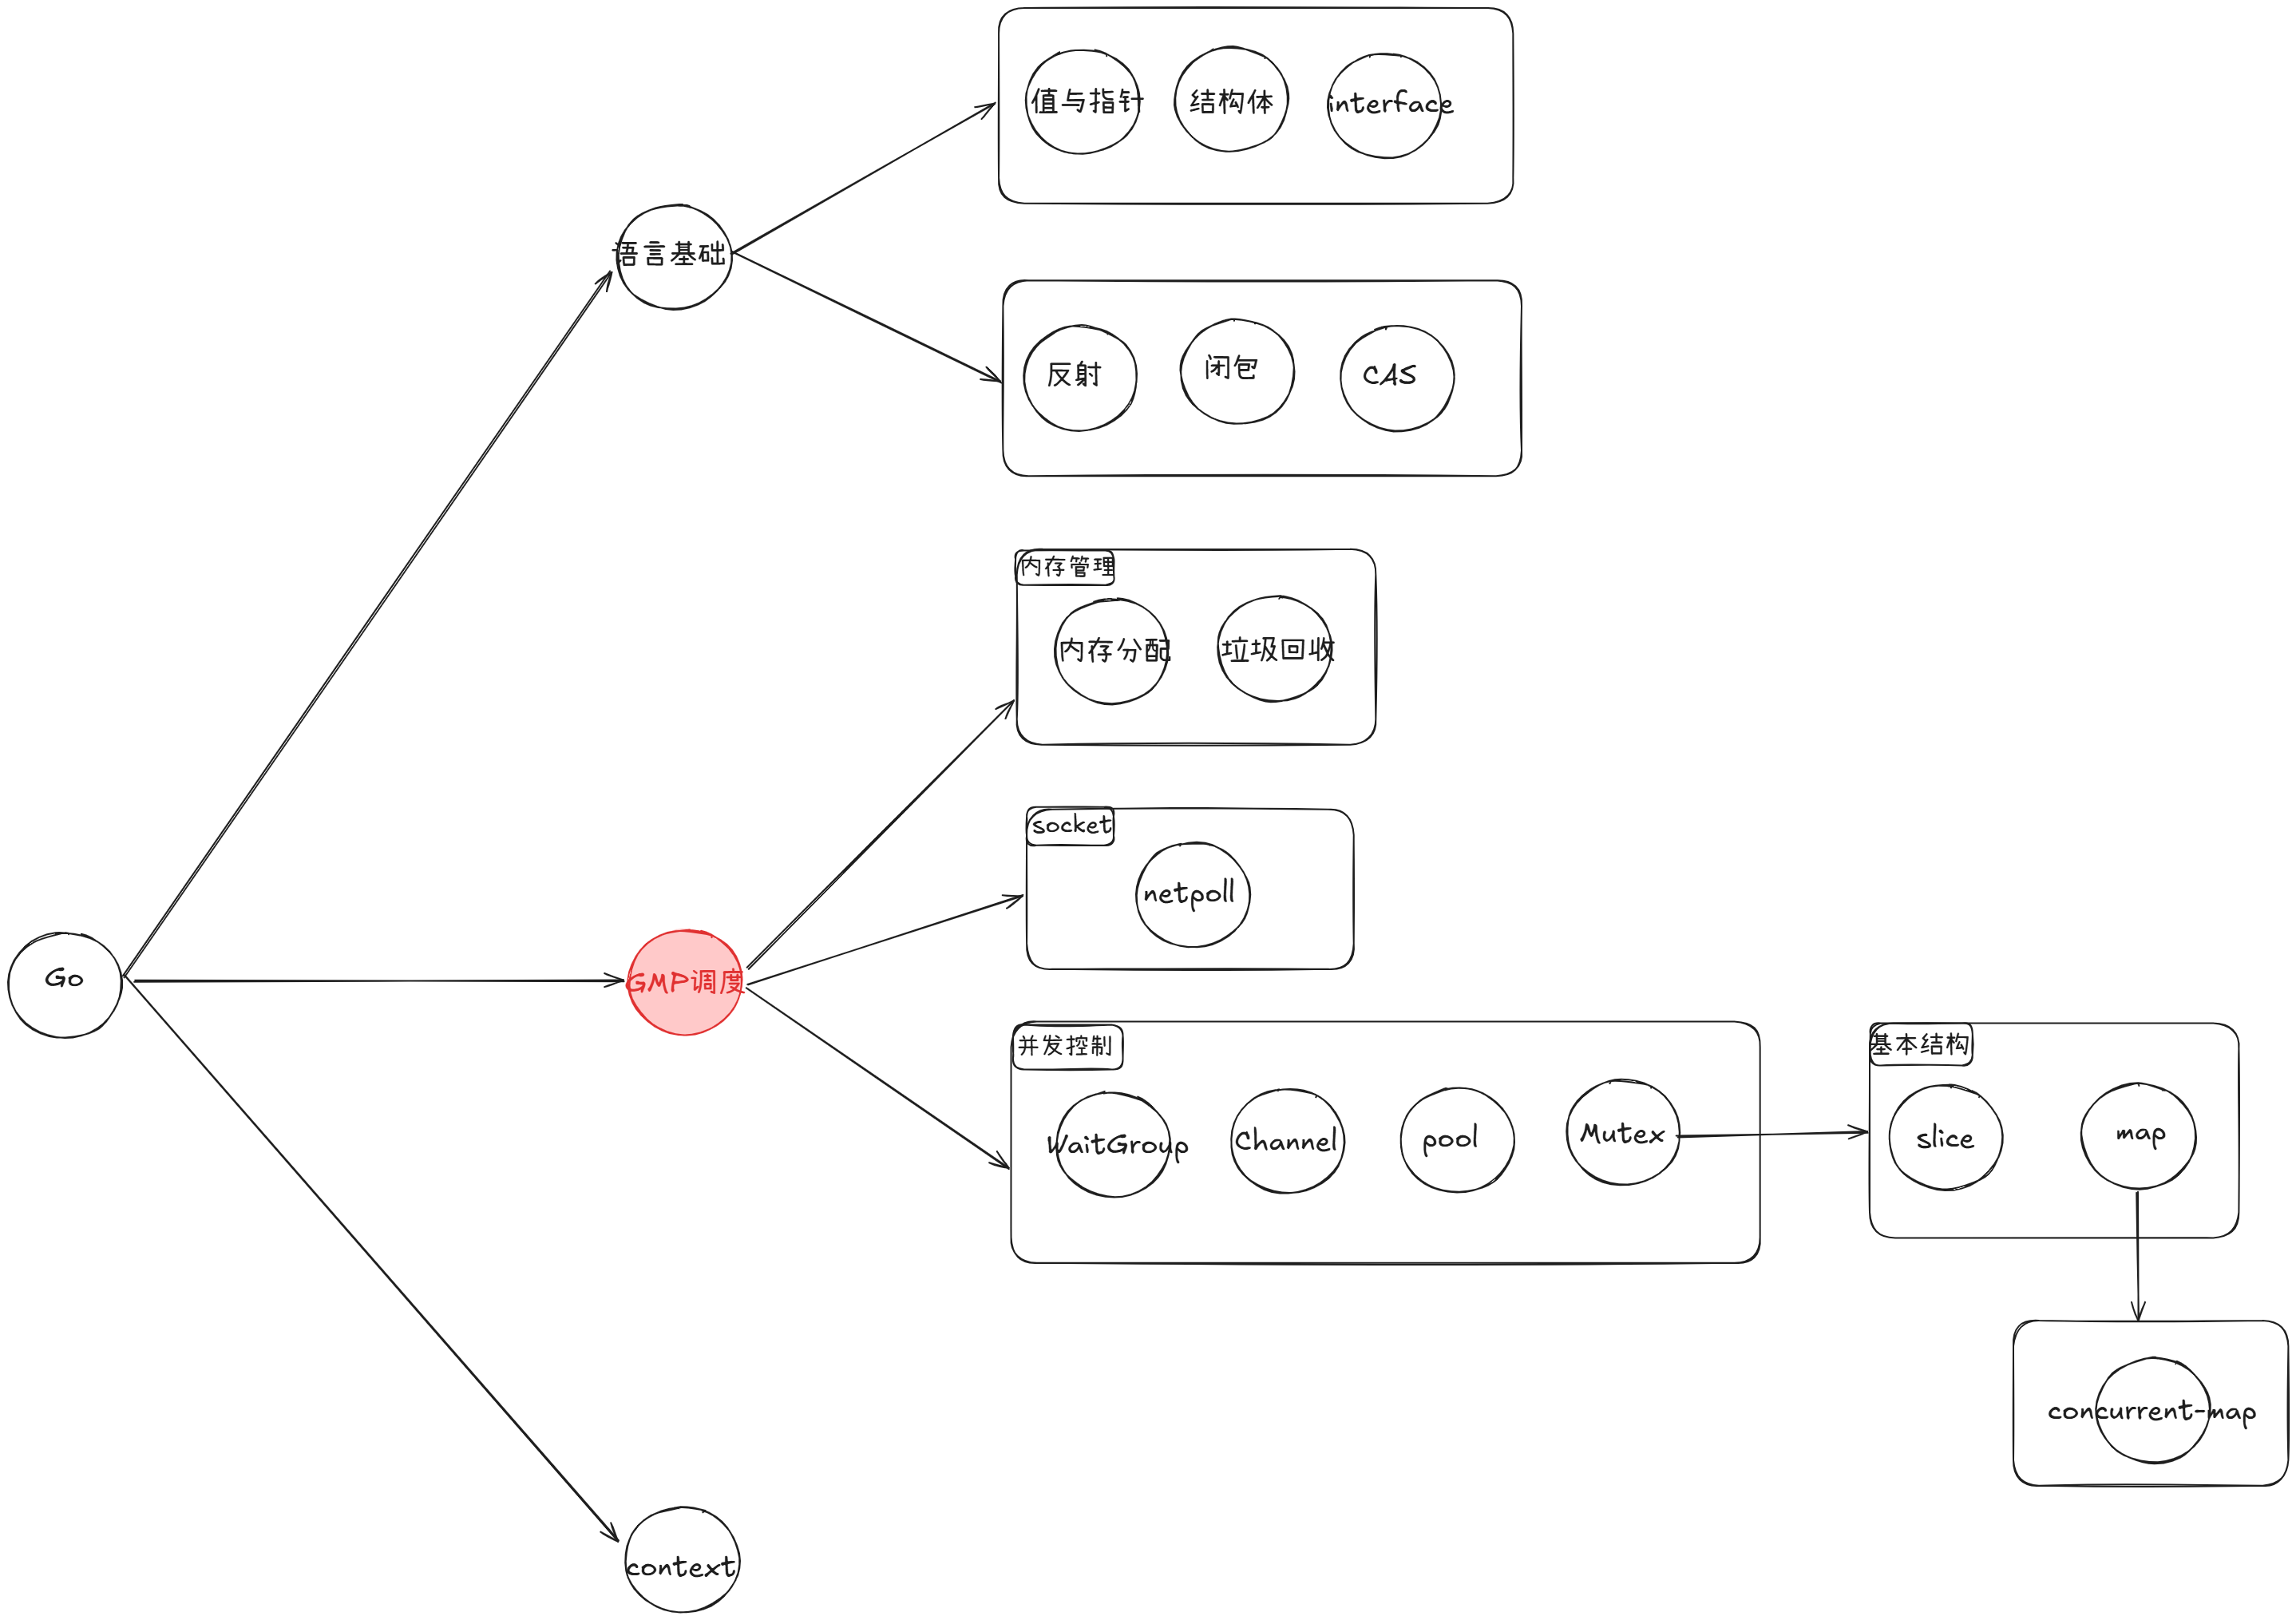 值与指针
结构体
interface
语言基础
反射
闭包
CAS
内存管理
内存分配
垃圾回收
socket
netpoll
Go
GMP调度
并发控制
WaitGroup
Channel
pool
Mutex
基本结构
slice
map
concurrent-map
context